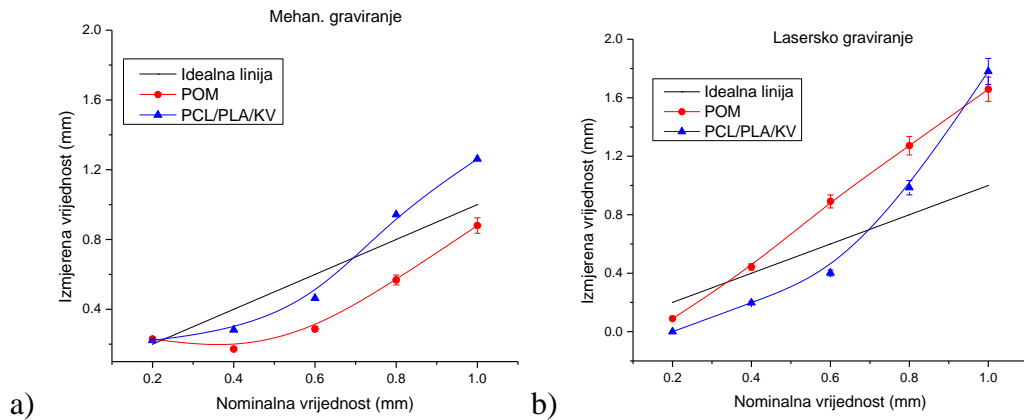 Mehan. graviranje
2.0
1.6
1.2
0.8
0.4
Izmjerena vrijednost (mm)
Idealna linija
POM
PCL/PLA/KV
0.2 0.4 0.6 0.8 1.0
Nominalna vrijednost (mm)
a)
Lasersko graviranje
2.0
1.6
1.2
0.8
0.4
0.0
Izmjerena vrijednost (mm)
Idealna linija
POM
PCL/PLA/KV
0.2 0.4 0.6 0.8 1.0
Nominalna vrijednost (mm)
b)